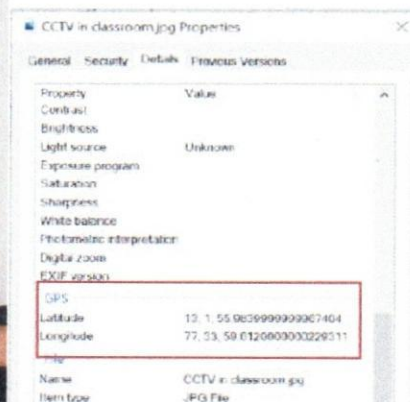 CCTV in classroom.jpg Properties
General Security Details Previous Versions
Property Value
Contrast
Brightness
Light source Unknown
Exposure program
Saturation
Sharpness
White balance
Photometric interpretation
Digital zoom
EXIF version
GPS
Latitude 13; 1; 55.9839999999967404
Longitude 77; 33; 59.0120000000229311
File
Name CCTV in classroom.jpg
Item type JPG File